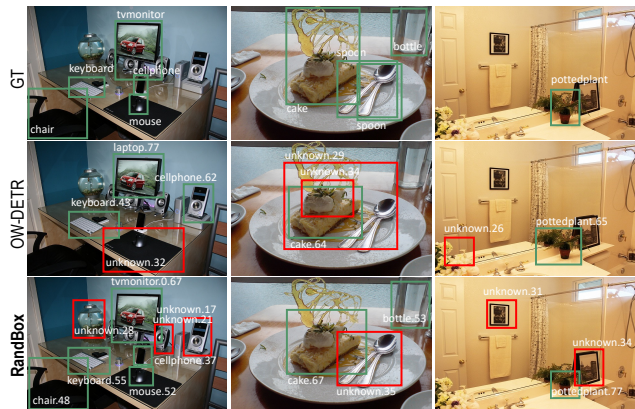 GT
tvmonitor
keyboard
cellphone
chair
mouse
spoon
bottle
cake
spoon
pottedplant
OW-DETR
laptop.77
cellphone.62
keyboard.43
unknown.32
unknown.29
unknown.34
cake.64
pottedplant.65
unknown.26
RandBox
tvmonitor.0.67
unknown.17
unknown.21
unknown.28
cellphone.37
keyboard.55
mouse.52
chair.48
bottle.53
cake.67
unknown.35
unknown.31
unknown.34
pottedplant.77